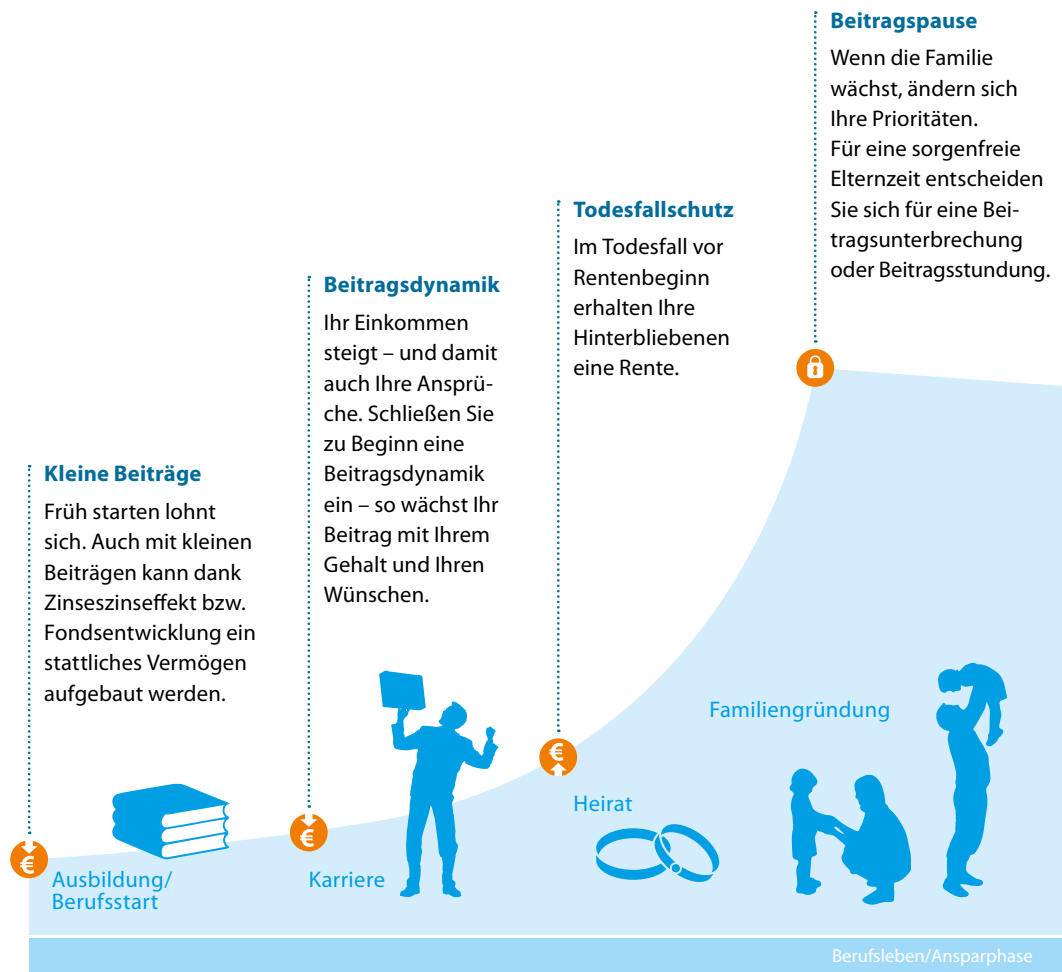 Beitragspause
Wenn die Familie
wächst, ändern sich
Ihre Prioritäten.
Für eine sorgenfreie
Elternzeit entscheiden
Sie sich für eine Bei-
tragsunterbrechung
oder Beitragsstundung.
Todesfallschutz
Im Todesfall vor
Rentenbeginn
erhalten Ihre
Hinterbliebenen
eine Rente.
Beitragsdynamik
Ihr Einkommen
steigt – und damit
auch Ihre Ansprü-
che. Schließen Sie
zu Beginn eine
Beitragsdynamik
ein – so wächst Ihr
Beitrag mit Ihrem
Gehalt und Ihren
Wünschen.
Kleine Beiträge
Früh starten lohnt
sich. Auch mit kleinen
Beiträgen kann dank
Zinseszinseffekt bzw.
Fondsentwicklung ein
stattliches Vermögen
aufgebaut werden.
Familiengründung
€
Heirat
€
€
Ausbildung/
Berufsstart
Karriere
Berufsleben/Ansparphase